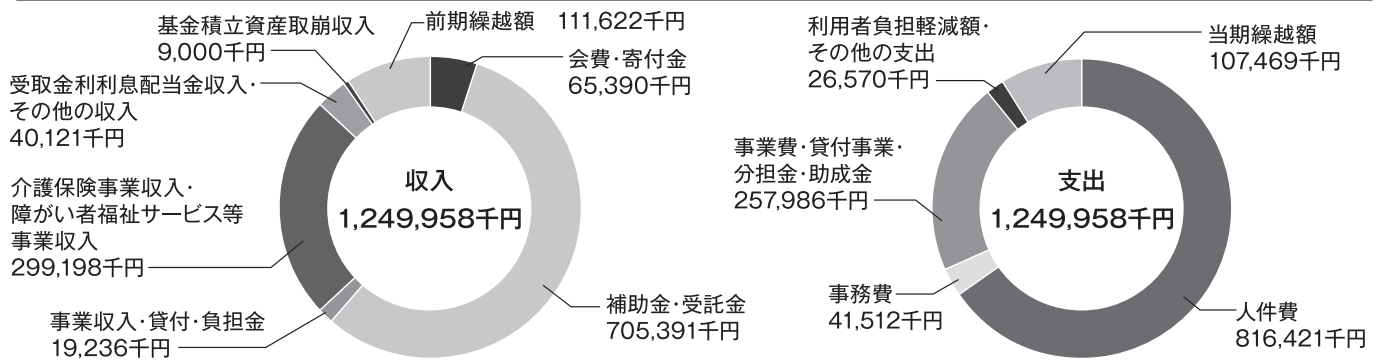 基金積立資産取崩収入
9,000千円
前期繰越額 111,622千円
会費・寄付金
65,390千円
受取金利利息配当金収入・
その他の収入
40,121千円
介護保険事業収入・
障がい者福祉サービス等
事業収入
299,198千円
事業収入・貸付・負担金
19,236千円
補助金・受託金
705,391千円
収入
1,249,958千円
利用者負担軽減額・
その他の支出
26,570千円
当期繰越額
107,469千円
事業費・貸付事業・
分担金・助成金
257,986千円
事務費
41,512千円
人件費
816,421千円
支出
1,249,958千円